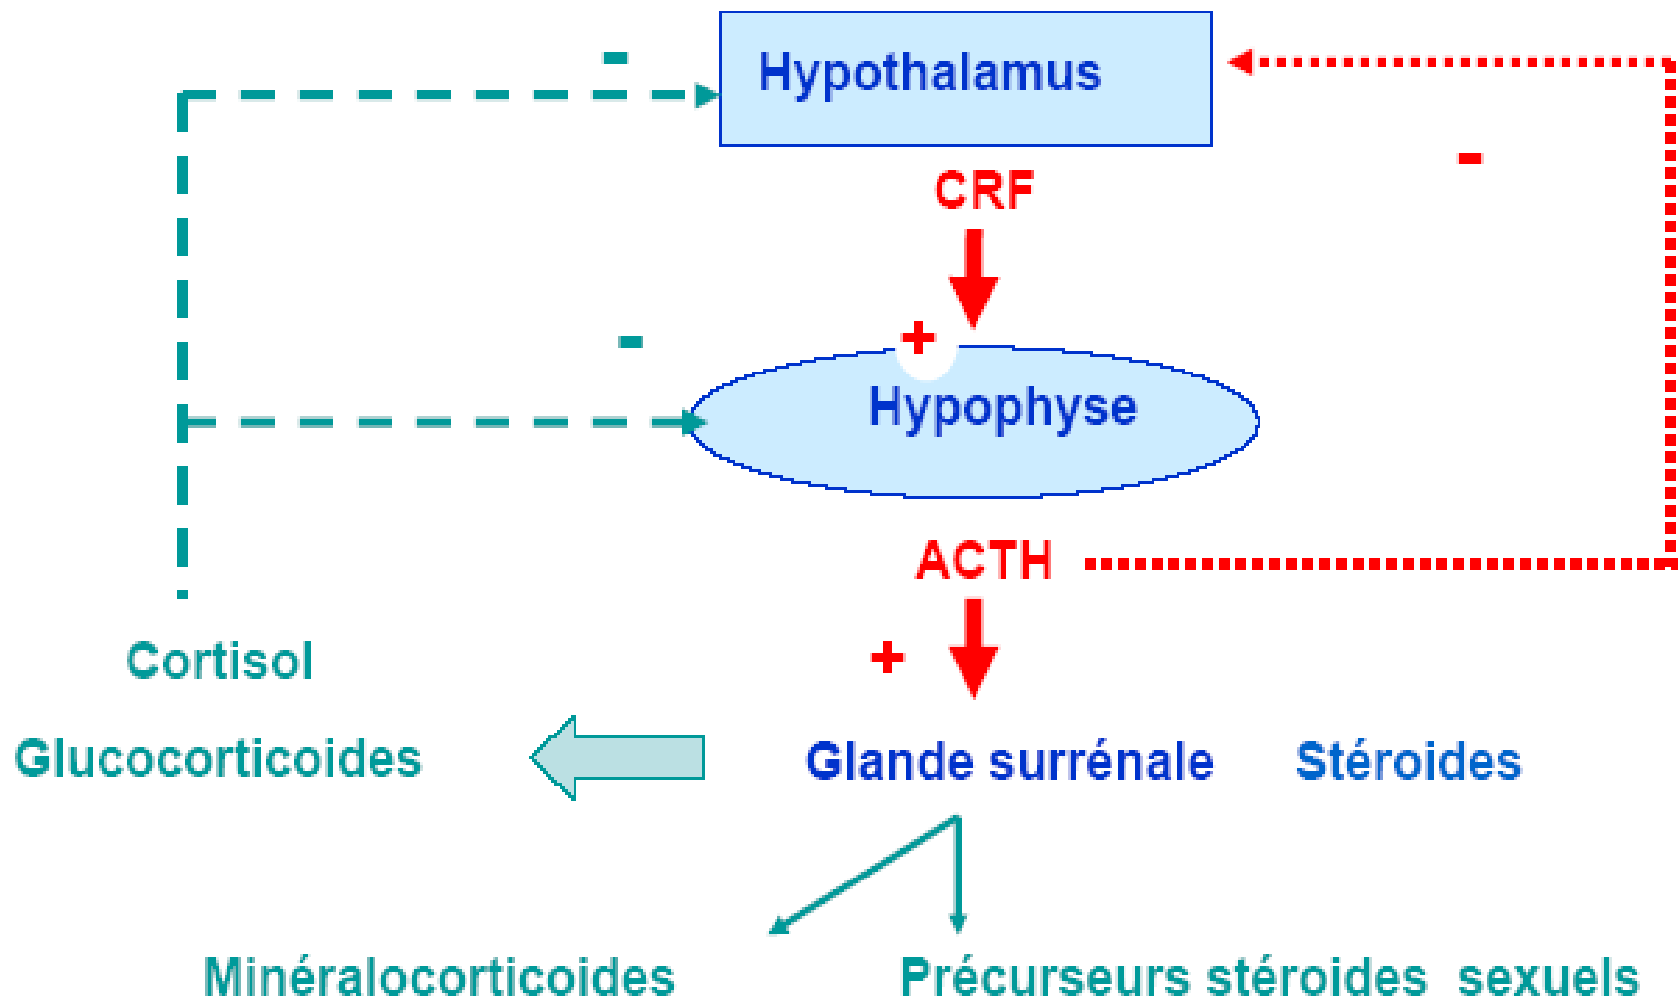 -
Hypothalamus
-
CRF
+
-
Hypophyse
ACTH
+
Cortisol
Glucocorticoides
Glande surrénale
Stéroides
Minéralocorticoides
Précurseurs stéroides sexuels